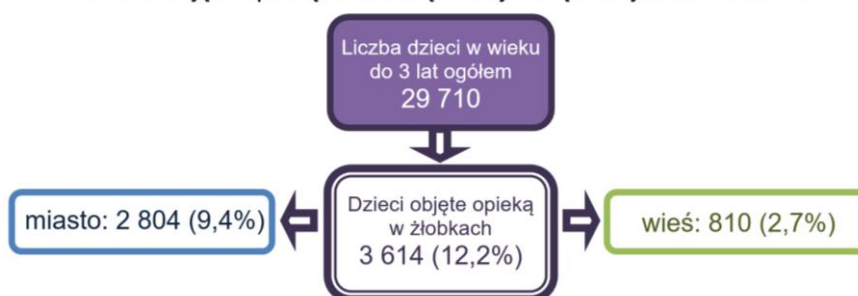 Liczba dzieci w wieku
do 3 lat ogółem
29 710
Dzieci objęte opieką
w żłobkach
3 614 (12,2%)
miasto: 2 804 (9,4%)
wieś: 810 (2,7%)